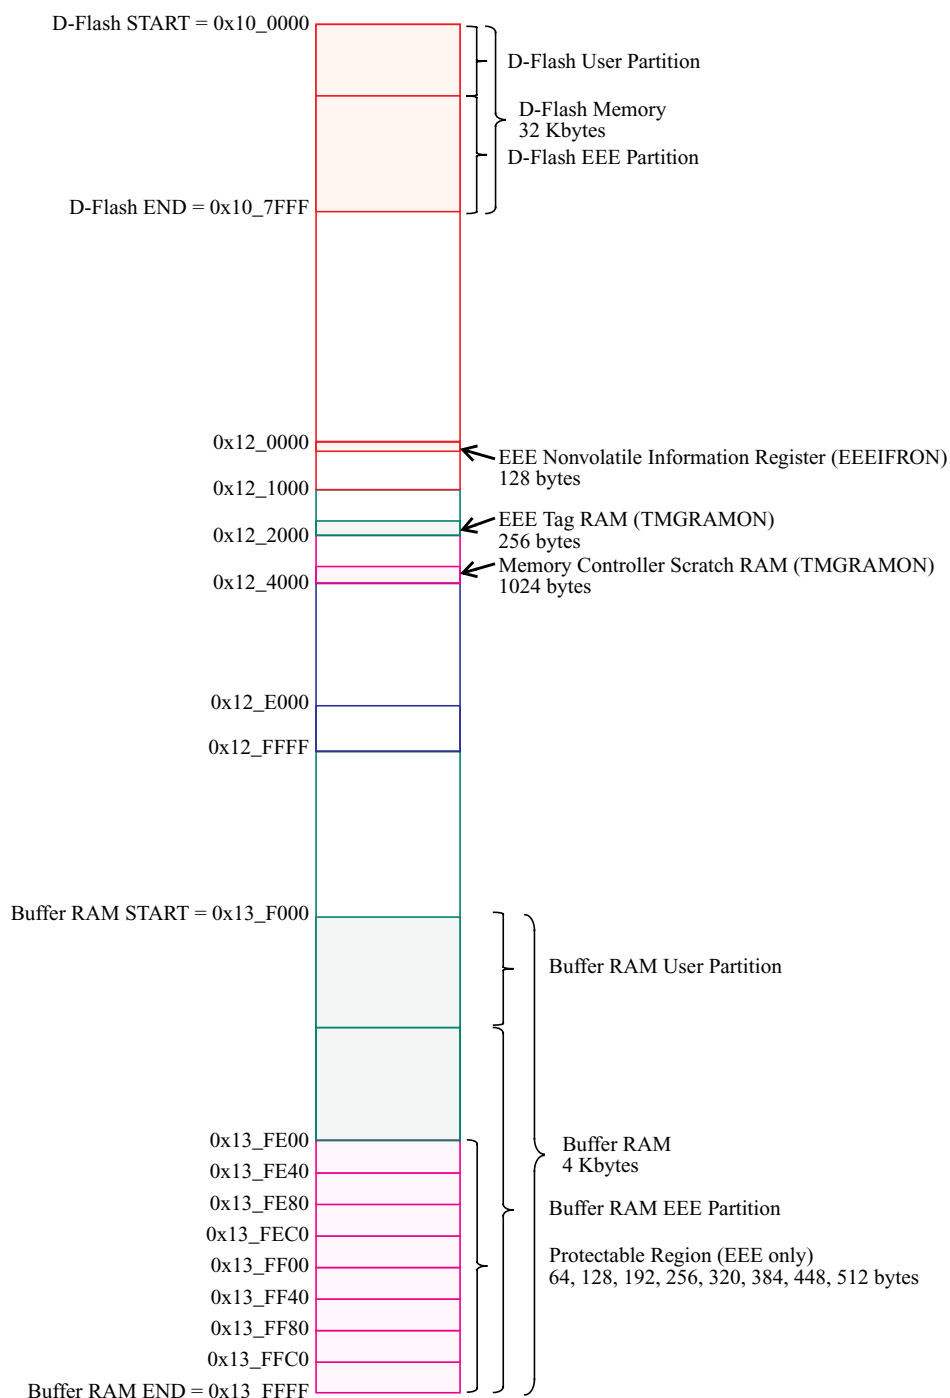 D-Flash START = 0x10_0000
D-Flash User Partition
D-Flash Memory
32 Kbytes
D-Flash EEE Partition
D-Flash END = 0x10_7FFF
0x12_0000
EEE Nonvolatile Information Register (EEEIFRON)
128 bytes
0x12_1000
EEE Tag RAM (TMGRAMON)
256 bytes
0x12_2000
Memory Controller Scratch RAM (TMGRAMON)
1024 bytes
0x12_4000
0x12_E000
0x12_FFFF
Buffer RAM START = 0x13_F000
Buffer RAM User Partition
0x13_FE00
Buffer RAM
4 Kbytes
0x13_FE40
0x13_FE80
Buffer RAM EEE Partition
0x13_FEC0
Protectable Region (EEE only)
64, 128, 192, 256, 320, 384, 448, 512 bytes
0x13_FF00
0x13_FF40
0x13_FF80
0x13_FFC0
Buffer RAM END = 0x13_FFFF